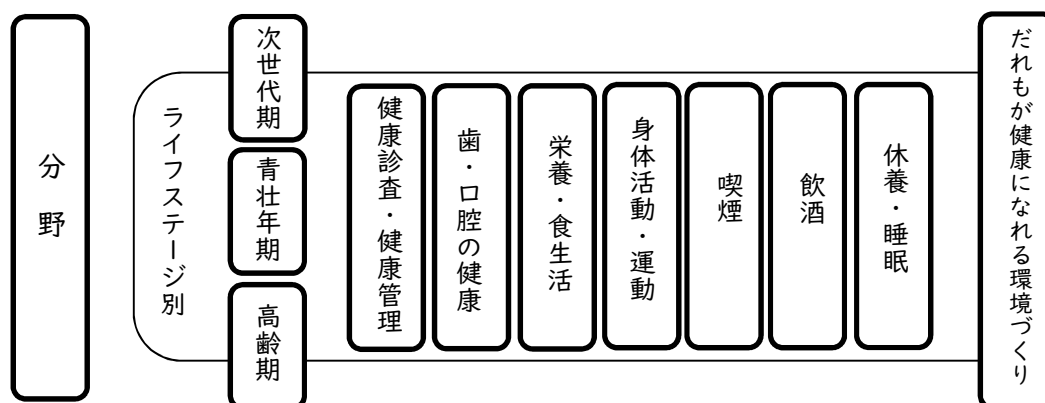 分野
ライフステージ別
次世代期
青壮年期
高齢期
健康診査・健康管理
歯・口腔の健康
栄養・食生活
身体活動・運動
喫煙
飲酒
休養・睡眠
だれもが健康になれる環境づくり